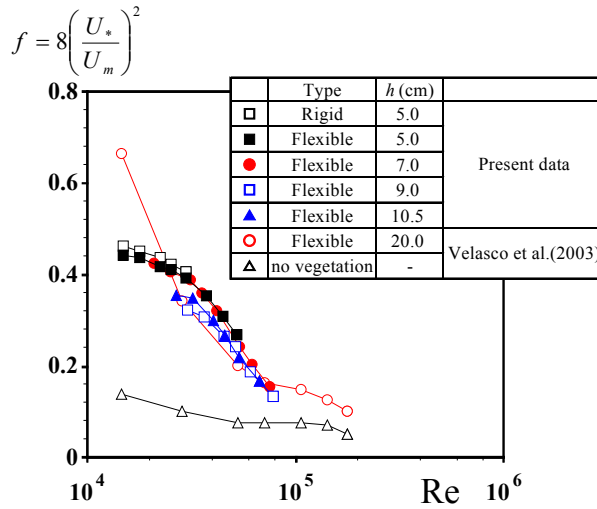 f = 8(U* / Um)²
Type h (cm)
Rigid 5.0
Flexible 5.0
Flexible 7.0
Flexible 9.0
Flexible 10.5
Flexible 20.0
no vegetation -
Present data
Velasco et al.(2003)
0.8
0.6
0.4
0.2
0
10⁴ 10⁵ Re 10⁶